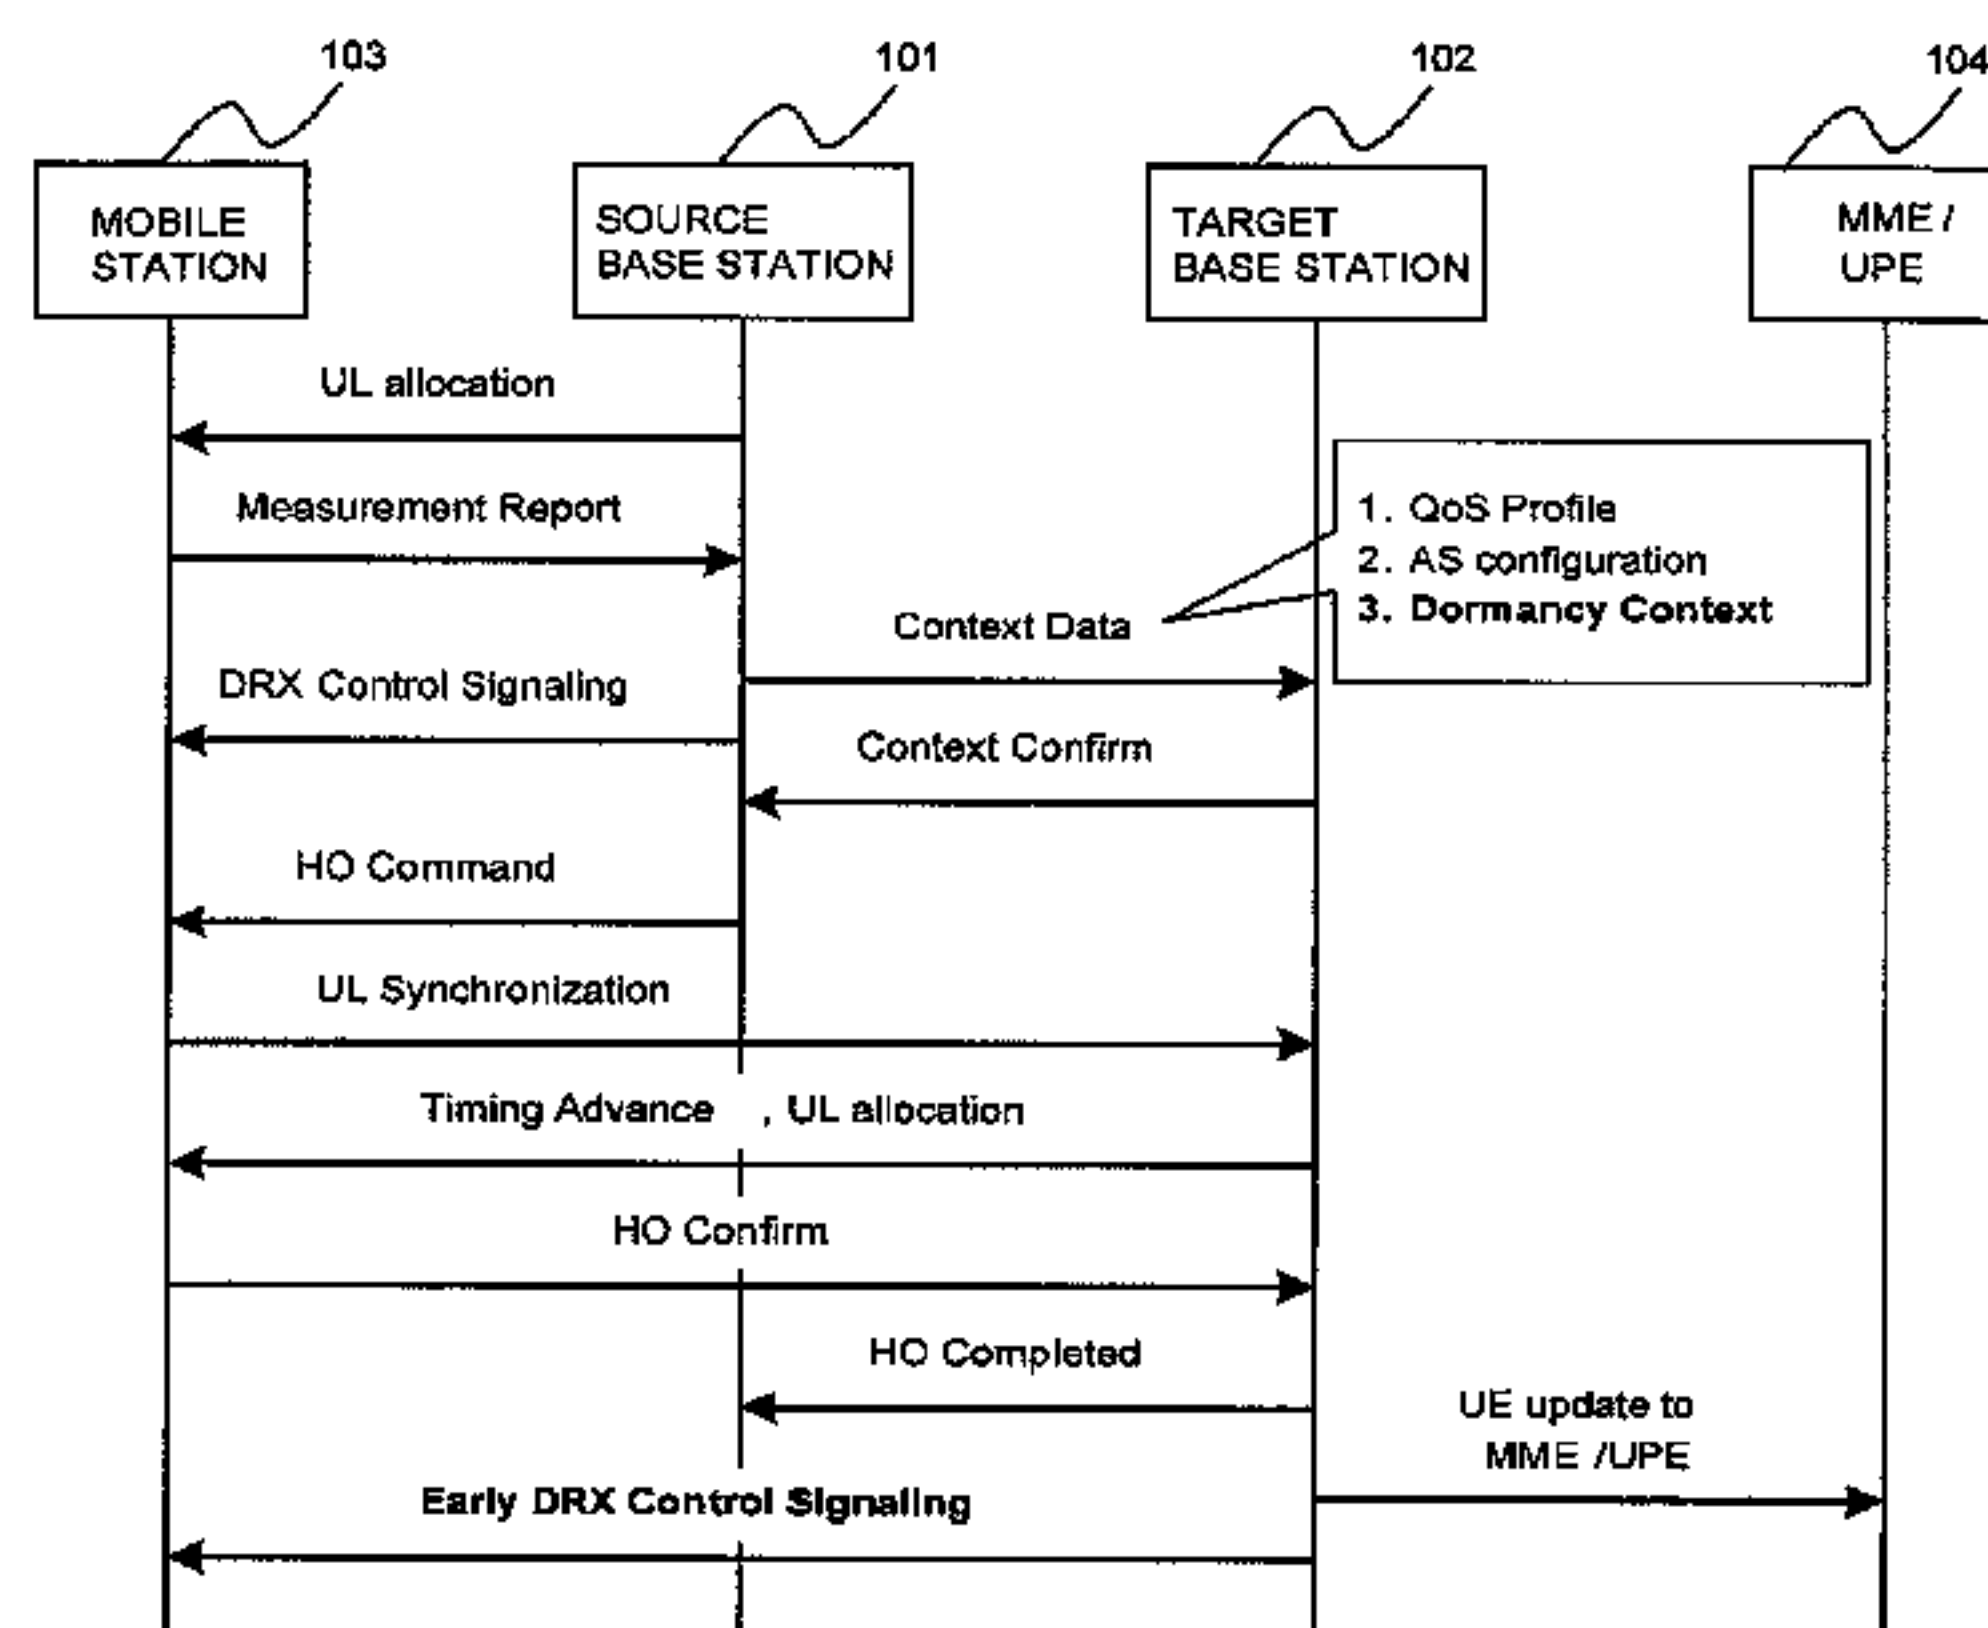 103
101
102
104
MOBILE
STATION
SOURCE
BASE STATION
TARGET
BASE STATION
MME /
UPE
UL allocation
Measurement Report
1. QoS Profile
2. AS configuration
3. Dormancy Context
Context Data
DRX Control Signaling
Context Confirm
HO Command
UL Synchronization
Timing Advance , UL allocation
HO Confirm
HO Completed
UE update to
MME /UPE
Early DRX Control Signaling